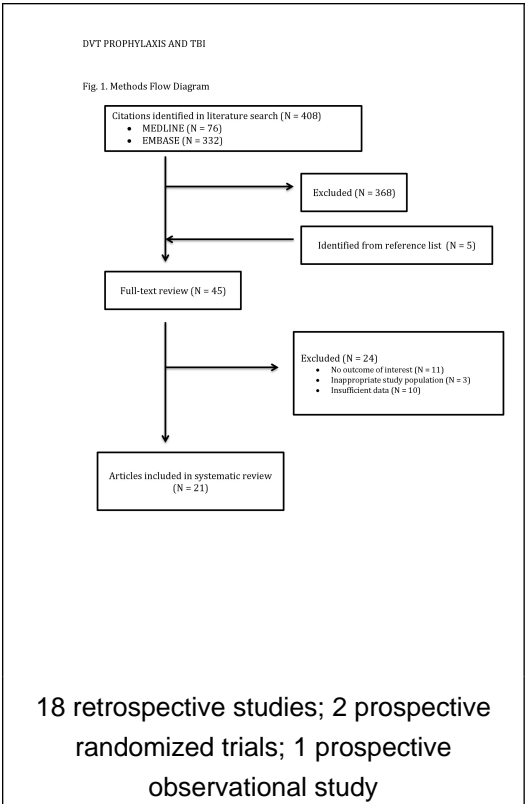 DVT PROPHYLAXIS AND TBI
Fig. 1. Methods Flow Diagram
Citations identified in literature search (N = 408)
• MEDLINE (N = 76)
• EMBASE (N = 332)
Excluded (N = 368)
Identified from reference list (N = 5)
Full-text review (N = 45)
Excluded (N = 24)
• No outcome of interest (N = 11)
• Inappropriate study population (N = 3)
• Insufficient data (N = 10)
Articles included in systematic review
(N = 21)
18 retrospective studies; 2 prospective
randomized trials; 1 prospective
observational study